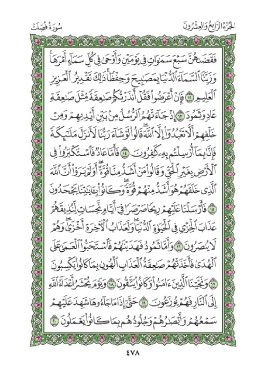 الجزء الرابع والعشرون
سورة فصلت
فَقَضَىٰهُنَّ سَبْعَ سَمَٰوَاتٍ فِى يَوْمَيْنِ وَأَوْحَىٰ فِى كُلِّ سَمَآءٍ أَمْرَهَا
وَزَيَّنَّا ٱلسَّمَآءَ ٱلدُّنْيَا بِمَصَٰبِيحَ وَحِفْظًا ذَٰلِكَ تَقْدِيرُ ٱلْعَزِيزِ
ٱلْعَلِيمِ ١٢ فَإِنْ أَعْرَضُوا۟ فَقُلْ أَنذَرْتُكُمْ صَٰعِقَةً مِّثْلَ صَٰعِقَةِ
عَادٍ وَثَمُودَ ١٣ إِذْ جَآءَتْهُمُ ٱلرُّسُلُ مِنۢ بَيْنِ أَيْدِيهِمْ وَمِنْ
خَلْفِهِمْ أَلَّا تَعْبُدُوٓا۟ إِلَّا ٱللَّهَ قَالُوا۟ لَوْ شَآءَ رَبُّنَا لَأَنزَلَ مَلَٰٓئِكَةً
فَإِنَّا بِمَآ أُرْسِلْتُم بِهِۦ كَٰفِرُونَ ١٤ فَأَمَّا عَادٌ فَٱسْتَكْبَرُوا۟ فِى
ٱلْأَرْضِ بِغَيْرِ ٱلْحَقِّ وَقَالُوا۟ مَنْ أَشَدُّ مِنَّا قُوَّةً أَوَلَمْ يَرَوْا۟ أَنَّ ٱللَّهَ
ٱلَّذِى خَلَقَهُمْ هُوَ أَشَدُّ مِنْهُمْ قُوَّةً وَكَانُوا۟ بِـَٔايَٰتِنَا يَجْحَدُونَ
١٥ فَأَرْسَلْنَا عَلَيْهِمْ رِيحًا صَرْصَرًا فِىٓ أَيَّامٍ نَّحِسَاتٍ لِّنُذِيقَهُمْ
عَذَابَ ٱلْخِزْىِ فِى ٱلْحَيَوٰةِ ٱلدُّنْيَا وَلَعَذَابُ ٱلْءَاخِرَةِ أَخْزَىٰ وَهُمْ
لَا يُنصَرُونَ ١٦ وَأَمَّا ثَمُودُ فَهَدَيْنَٰهُمْ فَٱسْتَحَبُّوا۟ ٱلْعَمَىٰ عَلَى
ٱلْهُدَىٰ فَأَخَذَتْهُمْ صَٰعِقَةُ ٱلْعَذَابِ ٱلْهُونِ بِمَا كَانُوا۟ يَكْسِبُونَ
١٧ وَنَجَّيْنَا ٱلَّذِينَ ءَامَنُوا۟ وَكَانُوا۟ يَتَّقُونَ ١٨ وَيَوْمَ يُحْشَرُ أَعْدَآءُ ٱللَّهِ
إِلَى ٱلنَّارِ فَهُمْ يُوزَعُونَ ١٩ حَتَّىٰٓ إِذَا مَا جَآءُوهَا شَهِدَ عَلَيْهِمْ
سَمْعُهُمْ وَأَبْصَٰرُهُمْ وَجُلُودُهُم بِمَا كَانُوا۟ يَعْمَلُونَ ٢٠
٤٧٨